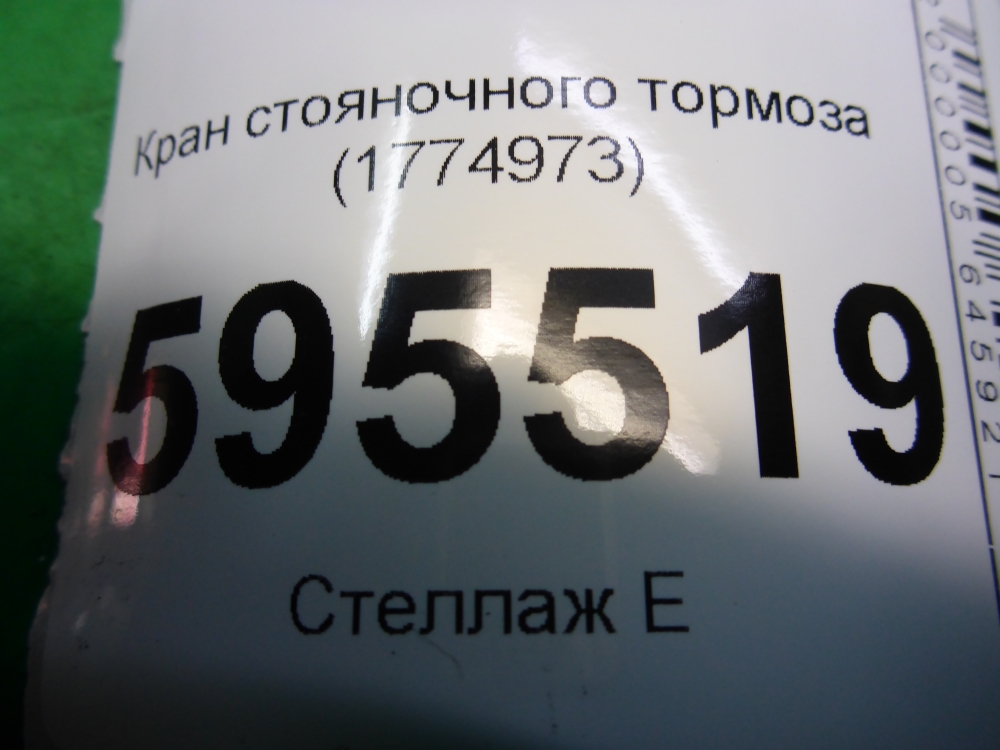 Кран стояночного тормоза
(1774973)
595519
Стеллаж Е